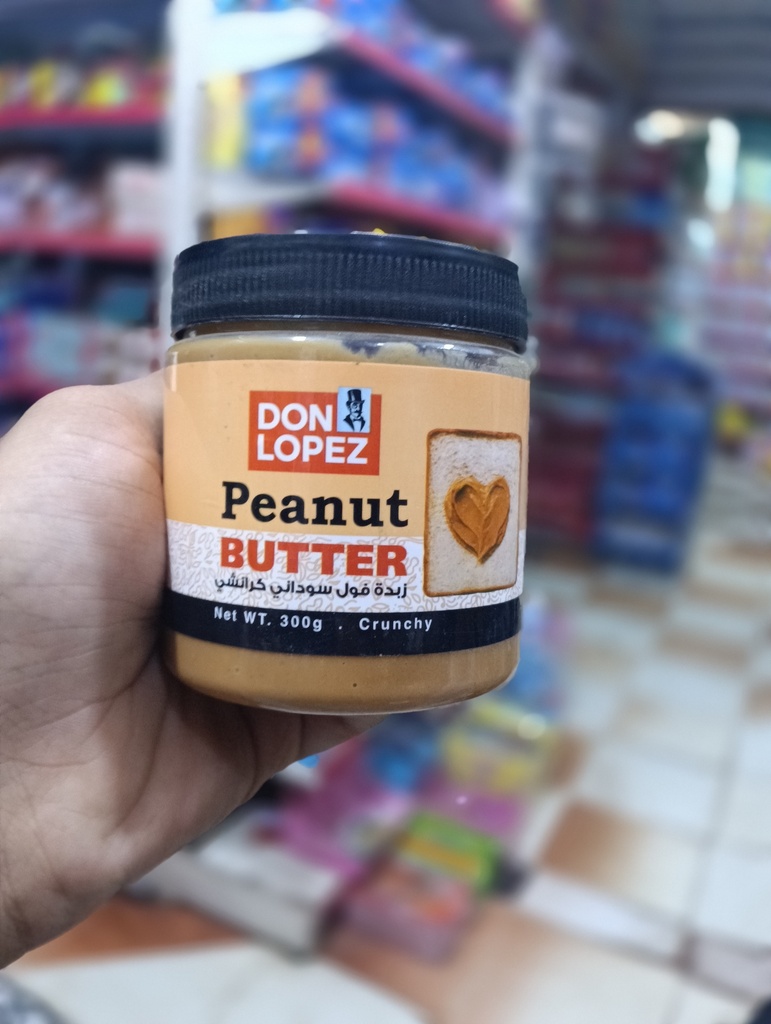 DON
LOPEZ
Peanut
BUTTER
زبدة فول سوداني كرانشي
Net WT. 300g . Crunchy